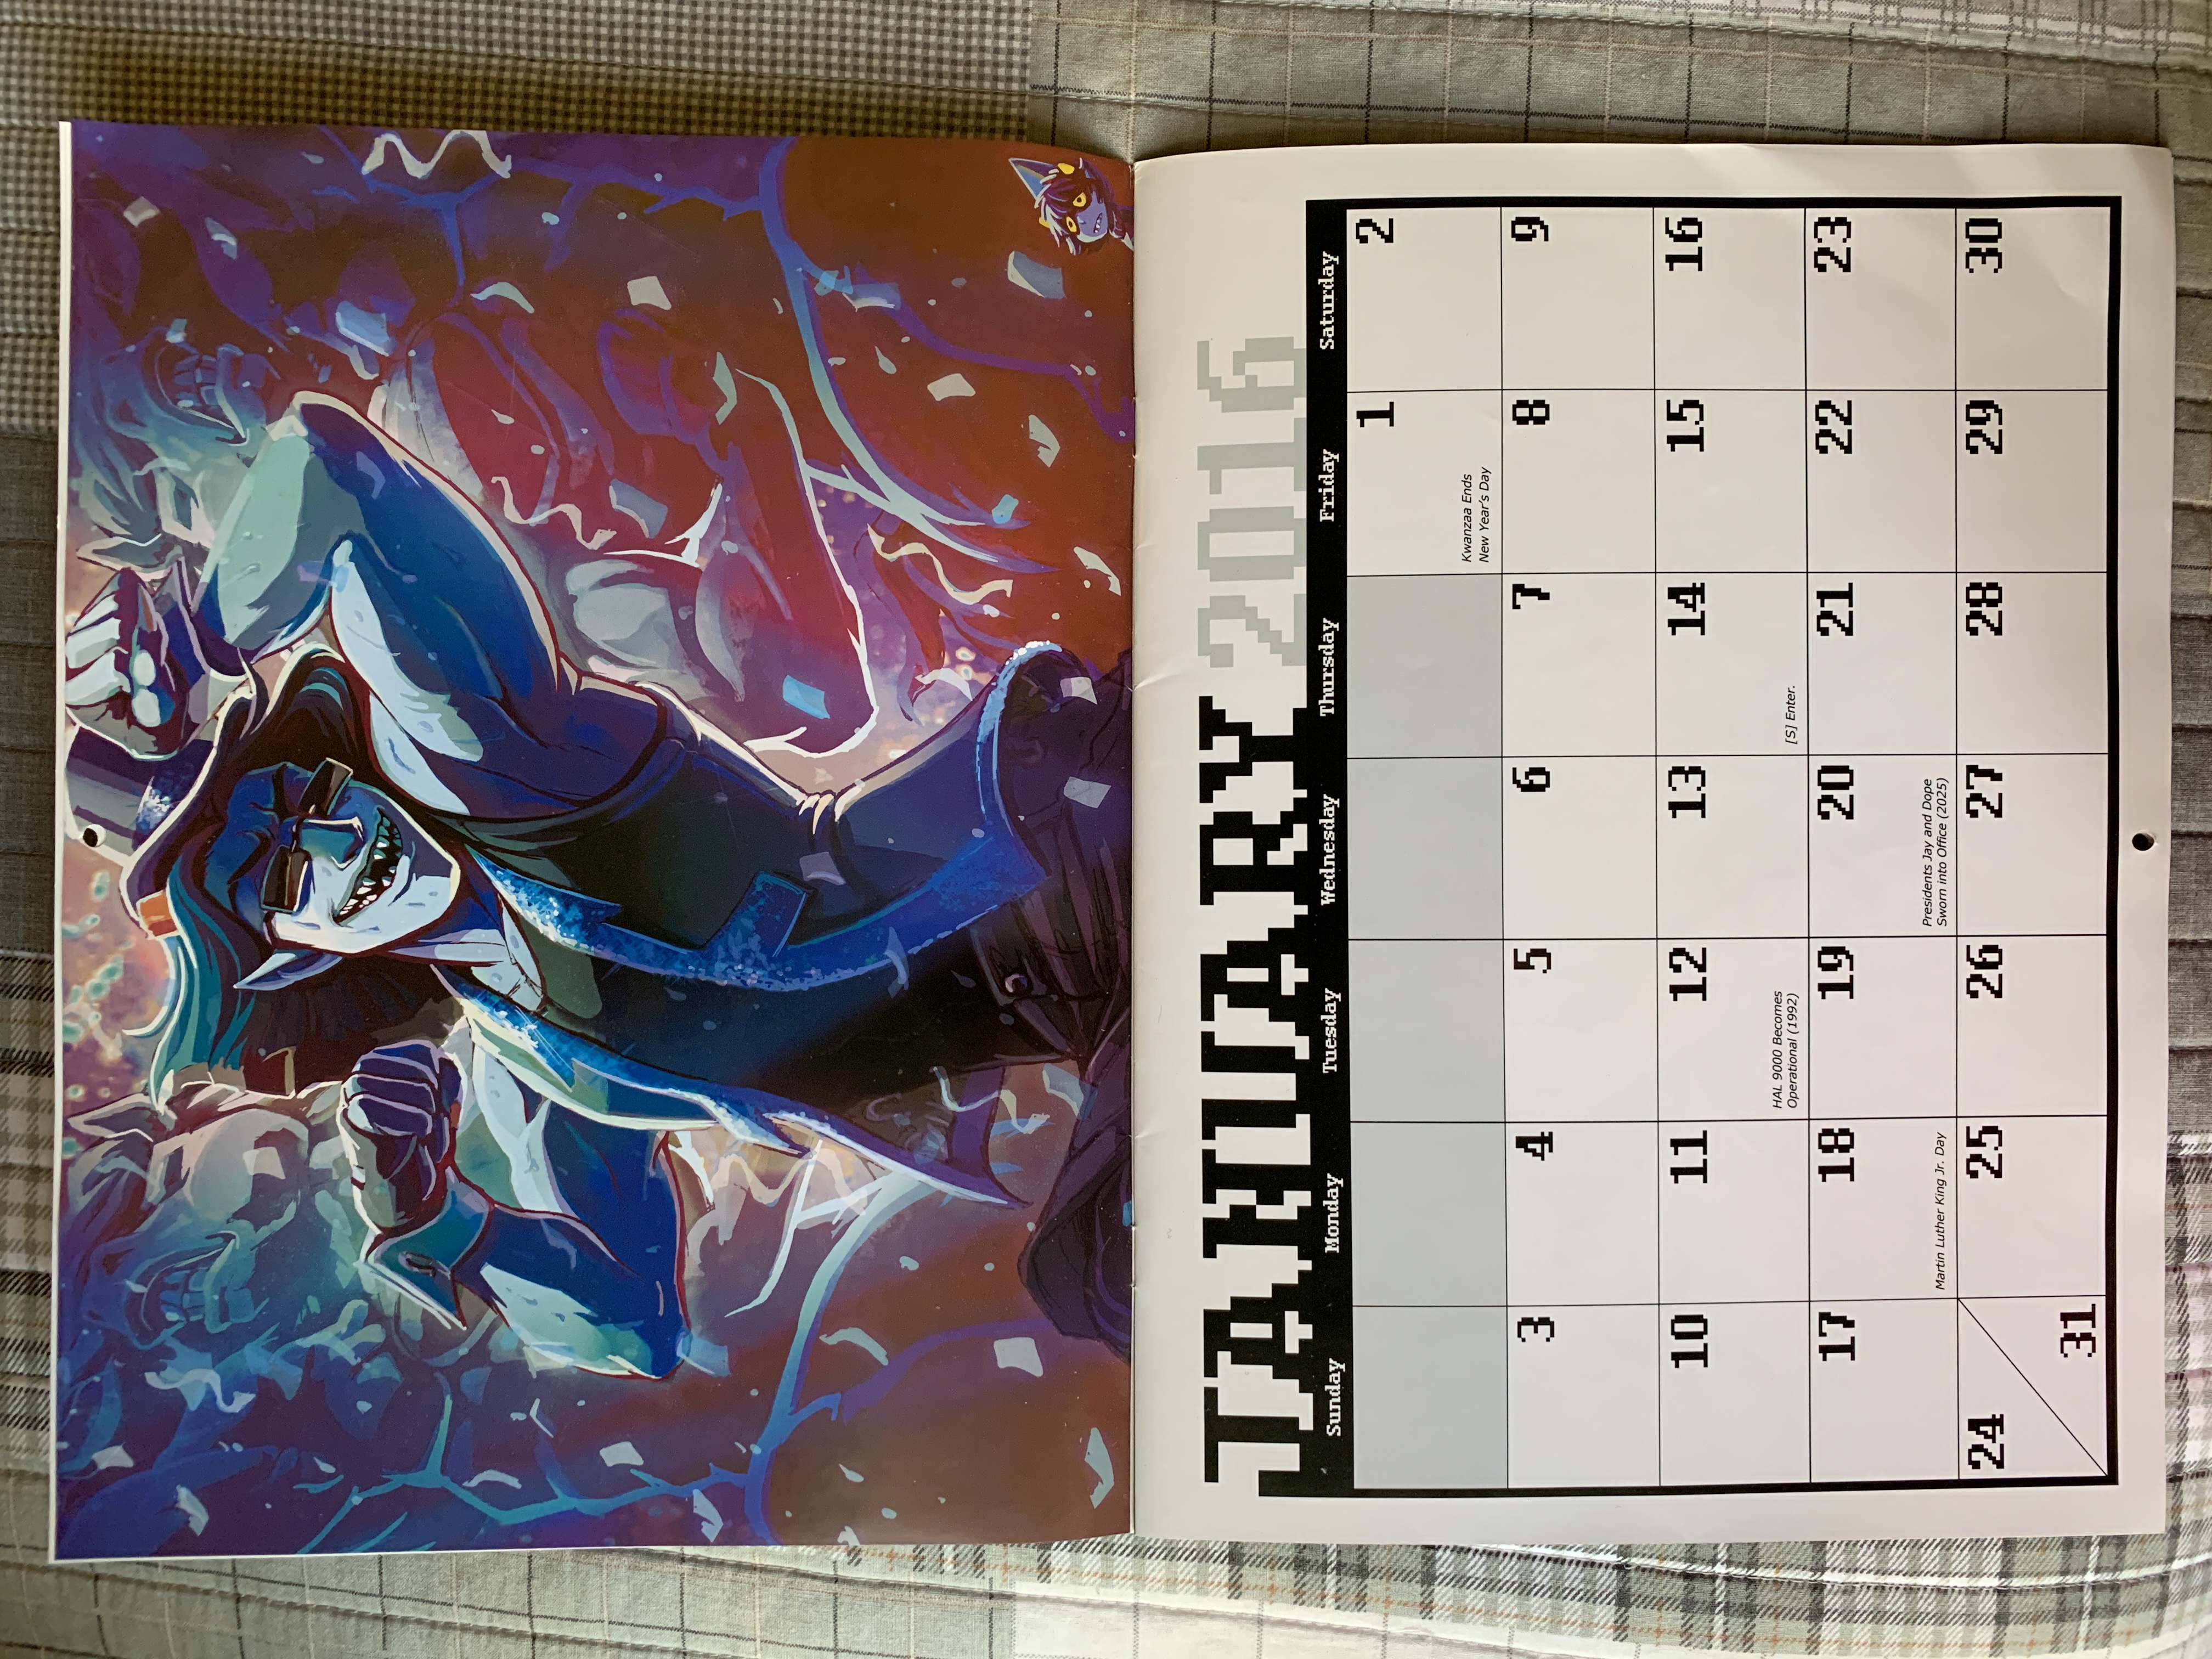 JANUARY 2016
Sunday Monday Tuesday Wednesday Thursday Friday Saturday
1 2
Kwanzaa Ends
New Year's Day
3 4 5 6 7 8 9
10 11 12 13 14 15 16
HAL 9000 Becomes
Operational (1992)
[S] Enter.
17 18 19 20 21 22 23
Martin Luther King Jr. Day
Presidents Jay and Dope
Sworn into Office (2025)
24 25 26 27 28 29 30
31